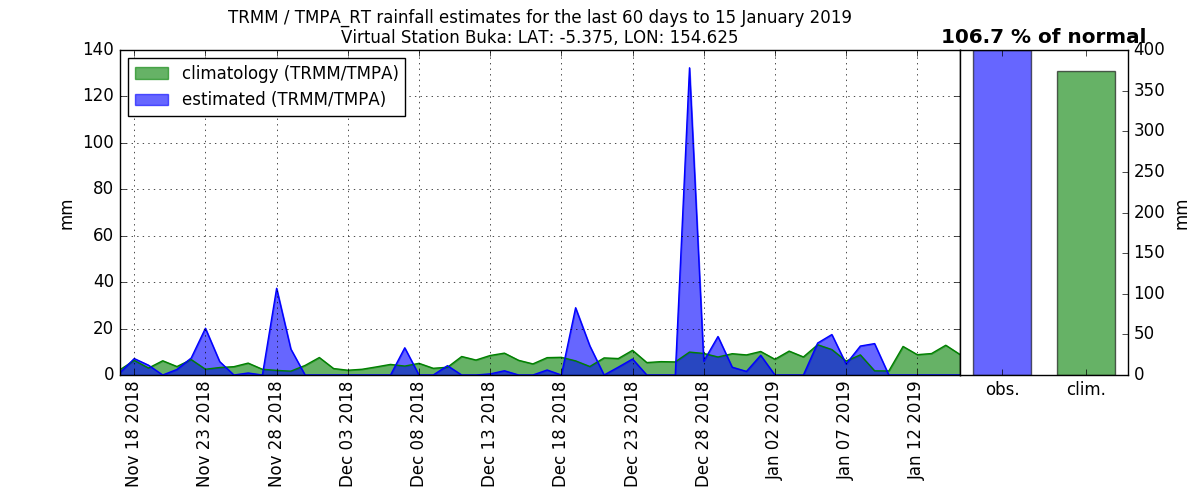 TRMM / TMPA_RT rainfall estimates for the last 60 days to 15 January 2019
Virtual Station Buka: LAT: -5.375, LON: 154.625
106.7 % of normal
climatology (TRMM/TMPA)
estimated (TRMM/TMPA)
mm
140
120
100
80
60
40
20
0
Nov 18 2018
Nov 23 2018
Nov 28 2018
Dec 03 2018
Dec 08 2018
Dec 13 2018
Dec 18 2018
Dec 23 2018
Dec 28 2018
Jan 02 2019
Jan 07 2019
Jan 12 2019
obs.
clim.
400
350
300
250
200
150
100
50
0
mm